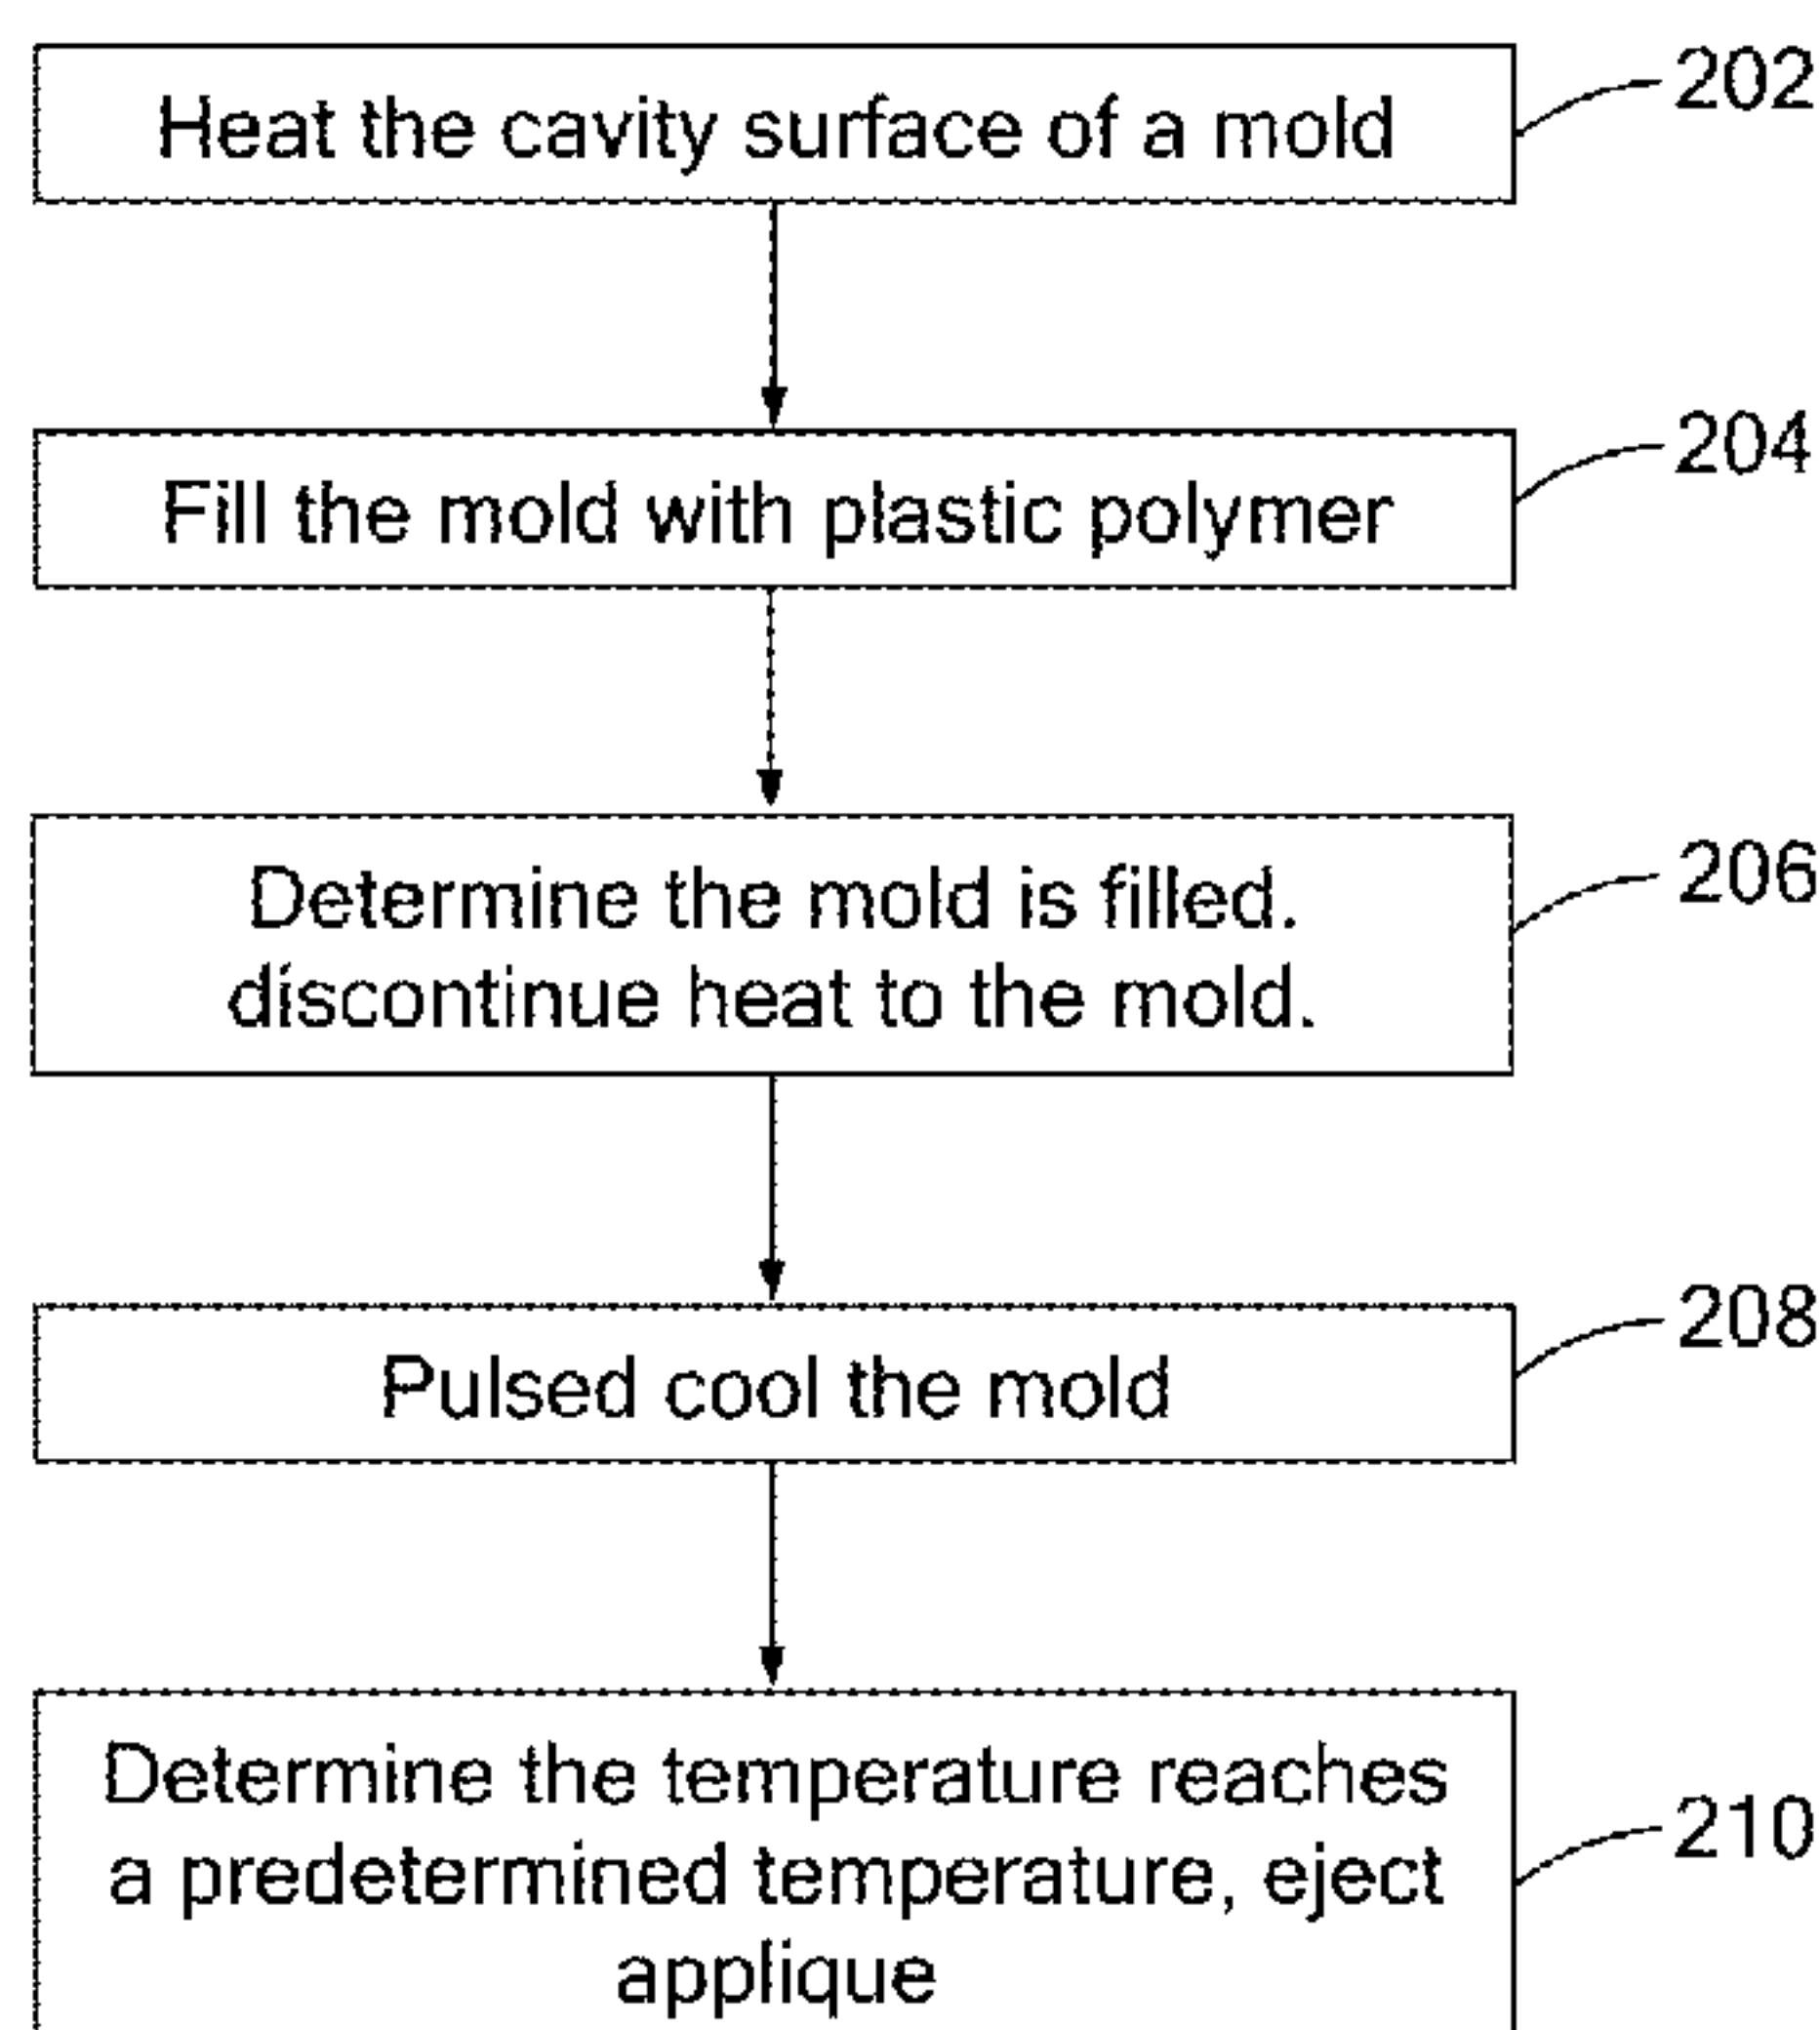 Heat the cavity surface of a mold
202
Fill the mold with plastic polymer
204
Determine the mold is filled.
discontinue heat to the mold.
206
Pulsed cool the mold
208
Determine the temperature reaches
a predetermined temperature, eject
applique
210